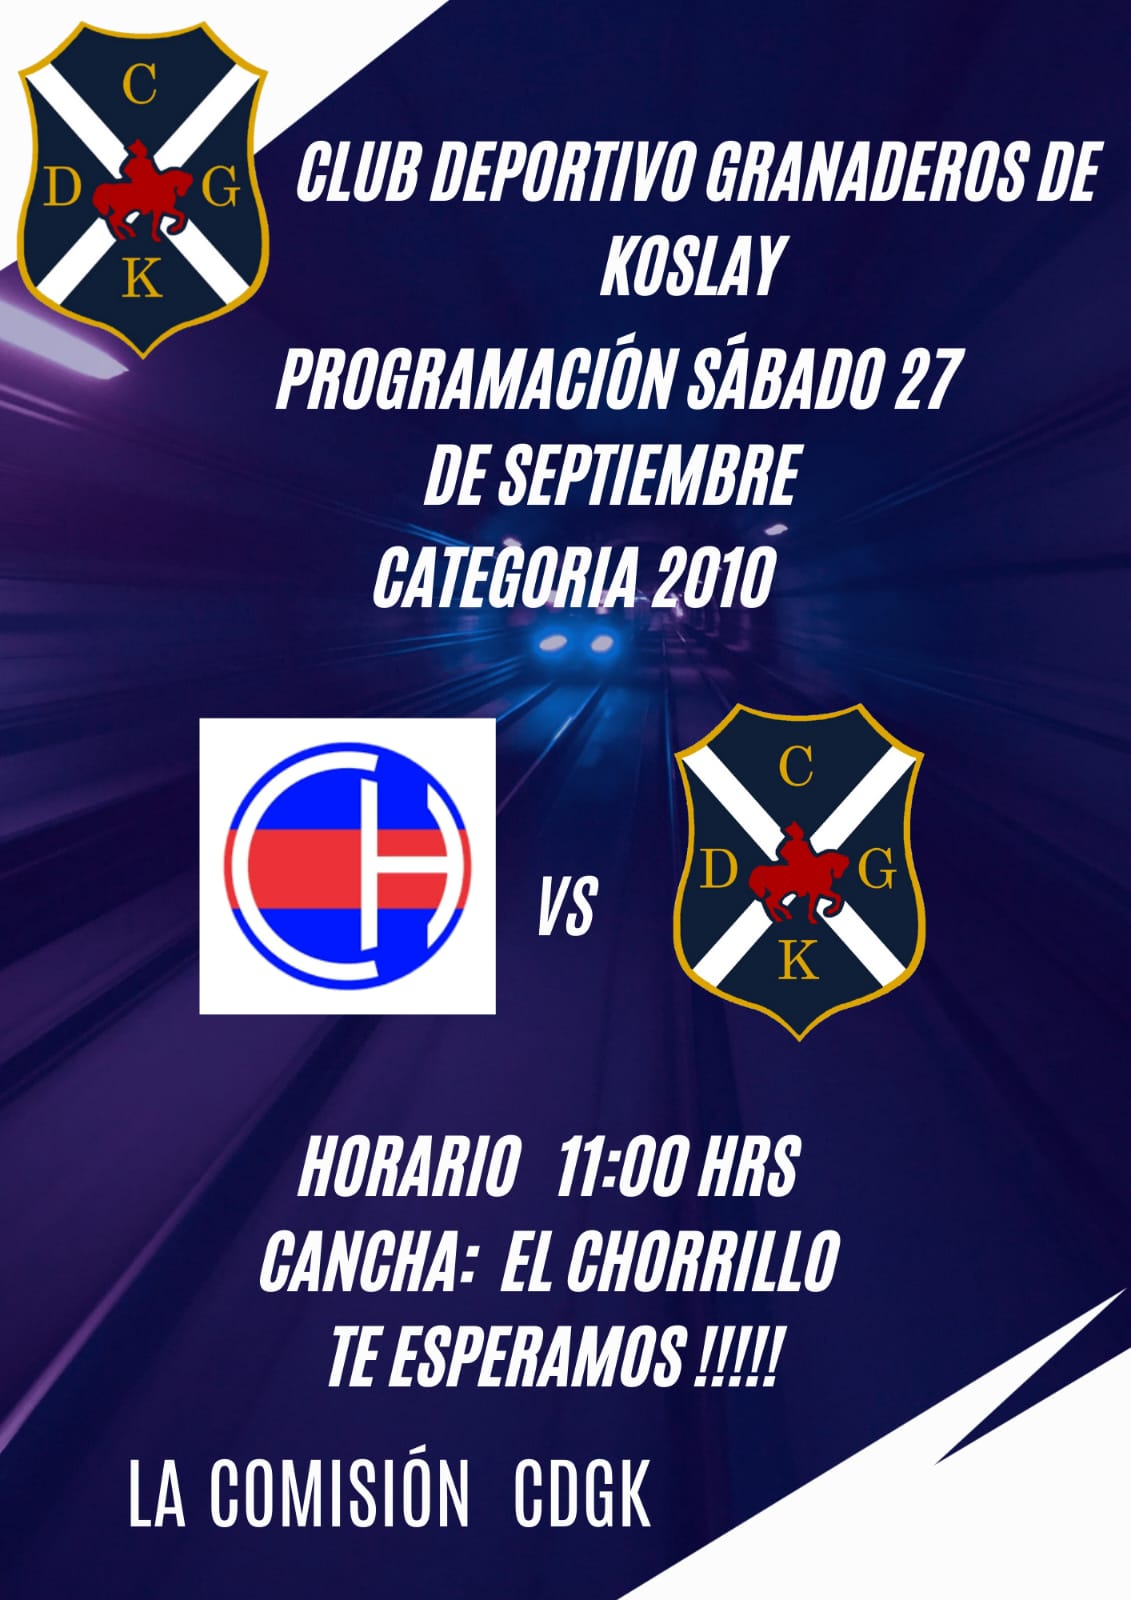 C
D G
K
CLUB DEPORTIVO GRANADEROS DE
KOSLAY
PROGRAMACIÓN SÁBADO 27
DE SEPTIEMBRE
CATEGORIA 2010
CH
VS
C
D G
K
HORARIO 11:00 HRS
CANCHA: EL CHORRILLO
TE ESPERAMOS !!!!!
LA COMISIÓN CDGK